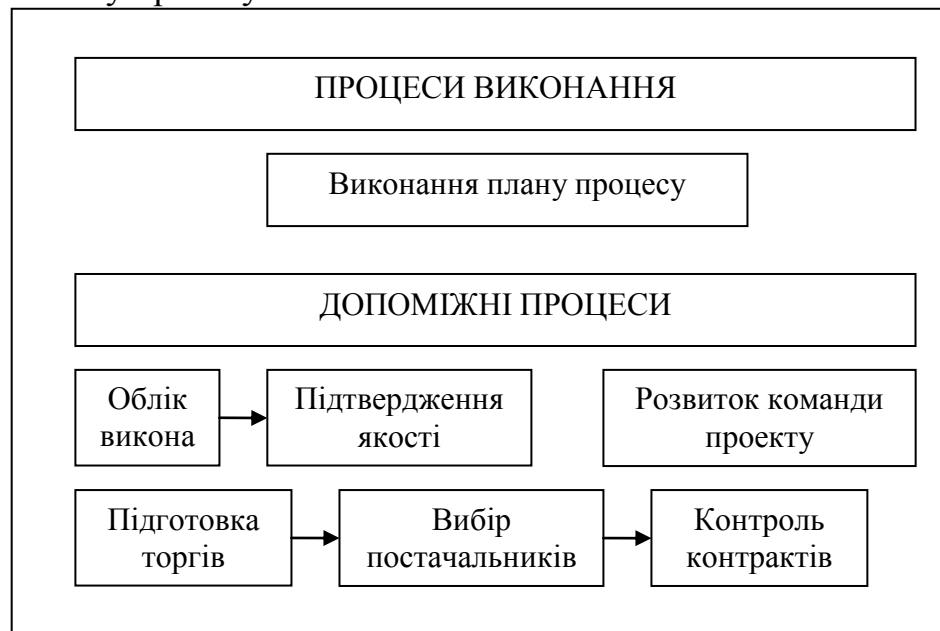 ПРОЦЕСИ ВИКОНАННЯ
Виконання плану процесу
ДОПОМІЖНІ ПРОЦЕСИ
Облік
викона
Підтвердження
якості
Розвиток команди
проекту
Підготовка
торгів
Вибір
постачальників
Контроль
контрактів